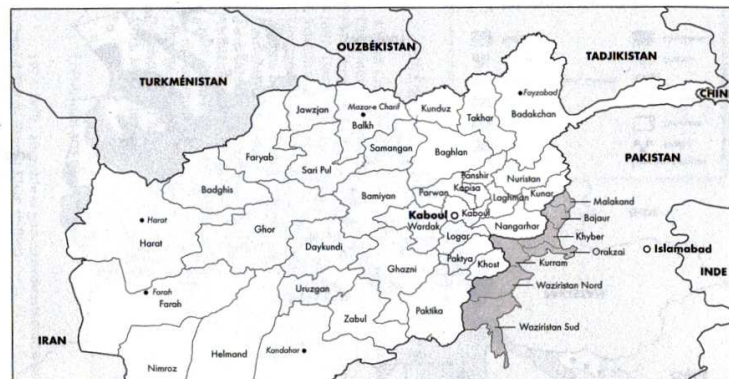 OUZBÉKISTAN
TADJIKISTAN
TURKMÉNISTAN
CHINE
Fayzabad
Jawzjan
Mazar-e Charif
Balkh
Kunduz
Takhar
Badakchan
Faryab
Sari Pul
Samangan
Baghlan
PAKISTAN
Badghis
Bamiyan
Parwan
Panshir
Kapisa
Nuristan
Laghman
Kunar
Malakand
Bajaur
Harat
Harat
Ghor
Kaboul
Kaboul
Wardak
Nangarhar
Khyber
Logar
Daykundi
Orakzai
Islamabad
Ghazni
Paktya
Khost
Kurram
INDE
Farah
Farah
Uruzgan
Waziristan Nord
Zabul
Paktika
Waziristan Sud
IRAN
Nimroz
Helmand
Kandahar